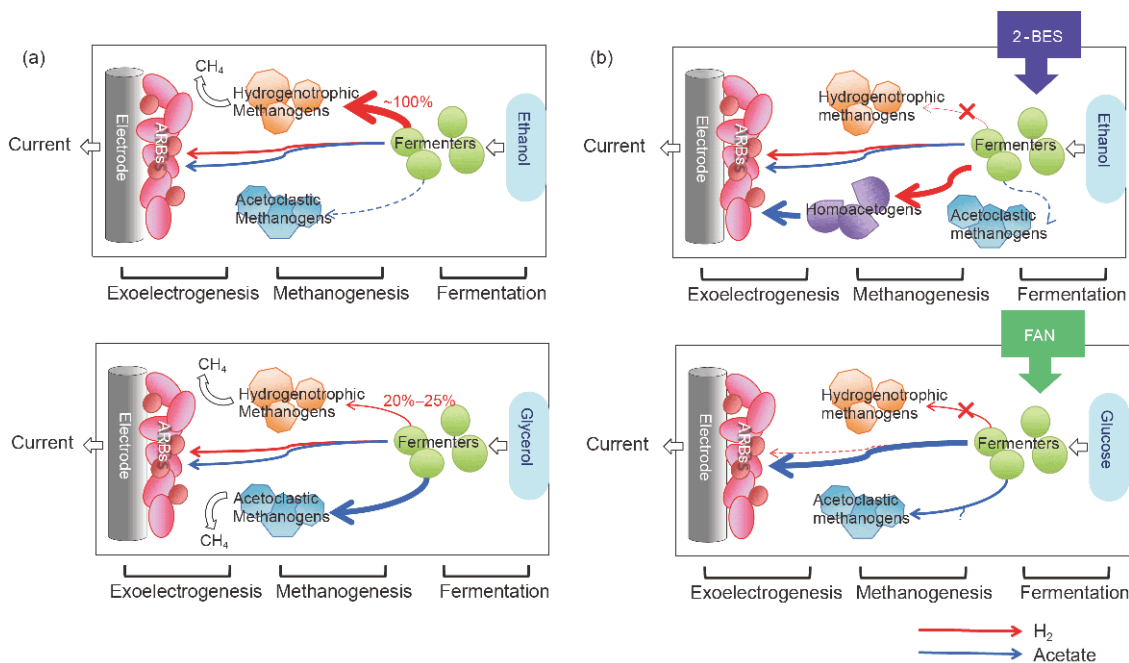 (a)
CH4
Hydrogenotrophic
Methanogens
~100%
Fermenters
Ethanol
Electrode
ARBs
Current
Acetoclastic
Methanogens
Exoelectrogenesis
Methanogenesis
Fermentation
CH4
Hydrogenotrophic
Methanogens
20%–25%
Fermenters
Glycerol
Electrode
ARBs
Current
Acetoclastic
Methanogens
CH4
Exoelectrogenesis
Methanogenesis
Fermentation
(b)
2-BES
Hydrogenotrophic
methanogens
Fermenters
Ethanol
Electrode
ARBs
Current
Homoacetogens
Acetoclastic
methanogens
Exoelectrogenesis
Methanogenesis
Fermentation
FAN
Hydrogenotrophic
methanogens
Fermenters
Glucose
Electrode
ARBs
Current
Acetoclastic
methanogens
?
Exoelectrogenesis
Methanogenesis
Fermentation
H2
Acetate